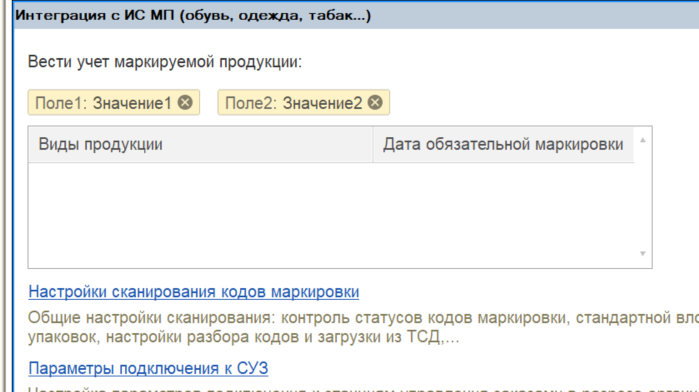 Интеграция с ИС МП (обувь, одежда, табак...)
Вести учет маркируемой продукции:
Поле1: Значение1 Поле2: Значение2
Виды продукции Дата обязательной маркировки
Настройки сканирования кодов маркировки
Общие настройки сканирования: контроль статусов кодов маркировки, стандартной вло
упаковок, настройки разбора кодов и загрузки из ТСД,...
Параметры подключения к СУЗ